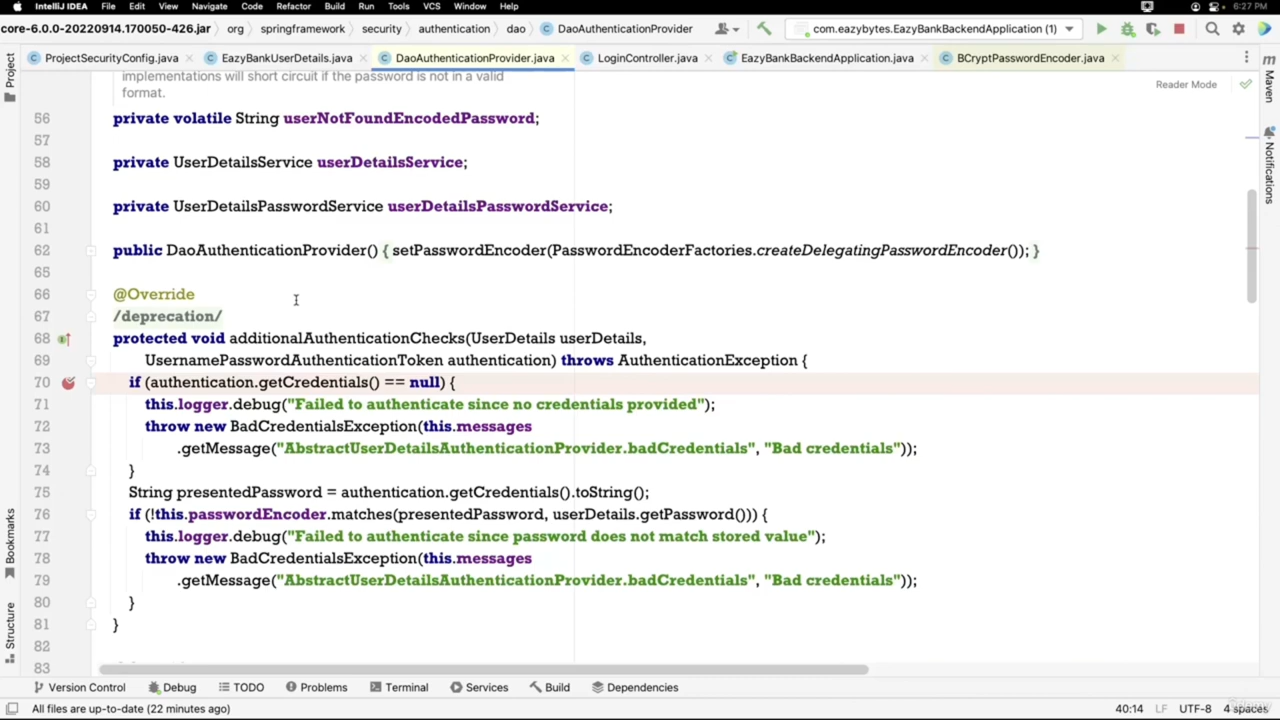 IntelliJ IDEA File Edit View Navigate Code Refactor Build Run Tools VCS Window Help 6:27 PM
core-6.0.0-20220914.170050-426.jar org springframework security authentication dao DaoAuthenticationProvider com.eazybytes.EazyBankBackendApplication (1)
Project ProjectSecurityConfig.java EazyBankUserDetails.java DaoAuthenticationProvider.java LoginController.java EazyBankBackendApplication.java BCryptPasswordEncoder.java Maven
implementations will short circuit if the password is not in a valid
format.
Reader Mode
56 private volatile String userNotFoundEncodedPassword;
57
58 private UserDetailsService userDetailsService;
59
60 private UserDetailsPasswordService userDetailsPasswordService;
61
62 public DaoAuthenticationProvider() { setPasswordEncoder(PasswordEncoderFactories.createDelegatingPasswordEncoder()); }
65
66 @Override
67 /deprecation/
68 protected void additionalAuthenticationChecks(UserDetails userDetails,
69 UsernamePasswordAuthenticationToken authentication) throws AuthenticationException {
70 if (authentication.getCredentials() == null) {
71 this.logger.debug("Failed to authenticate since no credentials provided");
72 throw new BadCredentialsException(this.messages
73 .getMessage("AbstractUserDetailsAuthenticationProvider.badCredentials", "Bad credentials"));
74 }
75 String presentedPassword = authentication.getCredentials().toString();
76 if (!this.passwordEncoder.matches(presentedPassword, userDetails.getPassword())) {
77 this.logger.debug("Failed to authenticate since password does not match stored value");
78 throw new BadCredentialsException(this.messages
79 .getMessage("AbstractUserDetailsAuthenticationProvider.badCredentials", "Bad credentials"));
80 }
81 }
82
83
Notifications
Bookmarks
Structure
Version Control Debug TODO Problems Terminal Services Build Dependencies
All files are up-to-date (22 minutes ago) 40:14 LF UTF-8 4 spaces